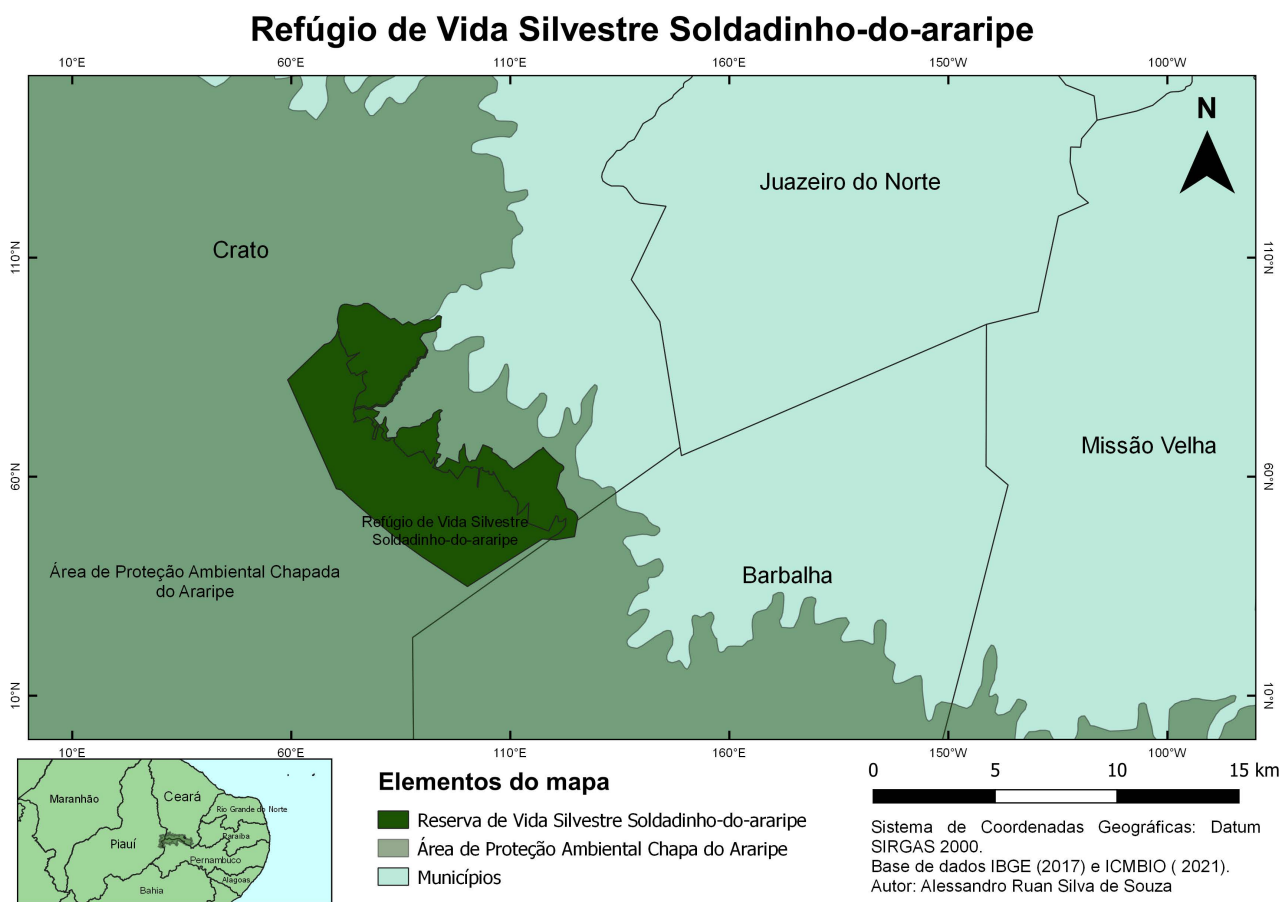 Refúgio de Vida Silvestre Soldadinho-do-araripe
10°E 60°E 110°E 160°E 150°W 100°W
N
Juazeiro do Norte
Crato
110°N 110°N
Missão Velha
60°N 60°N
Refúgio de Vida Silvestre
Soldadinho-do-araripe
Área de Proteção Ambiental Chapada
do Araripe
Barbalha
10°N 10°N
10°E 60°E 110°E 160°E 150°W 100°W
Maranhão
Ceará
Rio Grande do Norte
Piauí
Paraíba
Pernambuco
Alagoas
Bahia
Elementos do mapa
Reserva de Vida Silvestre Soldadinho-do-araripe
Área de Proteção Ambiental Chapa do Araripe
Municípios
0 5 10 15 km
Sistema de Coordenadas Geográficas: Datum
SIRGAS 2000.
Base de dados IBGE (2017) e ICMBIO ( 2021).
Autor: Alessandro Ruan Silva de Souza